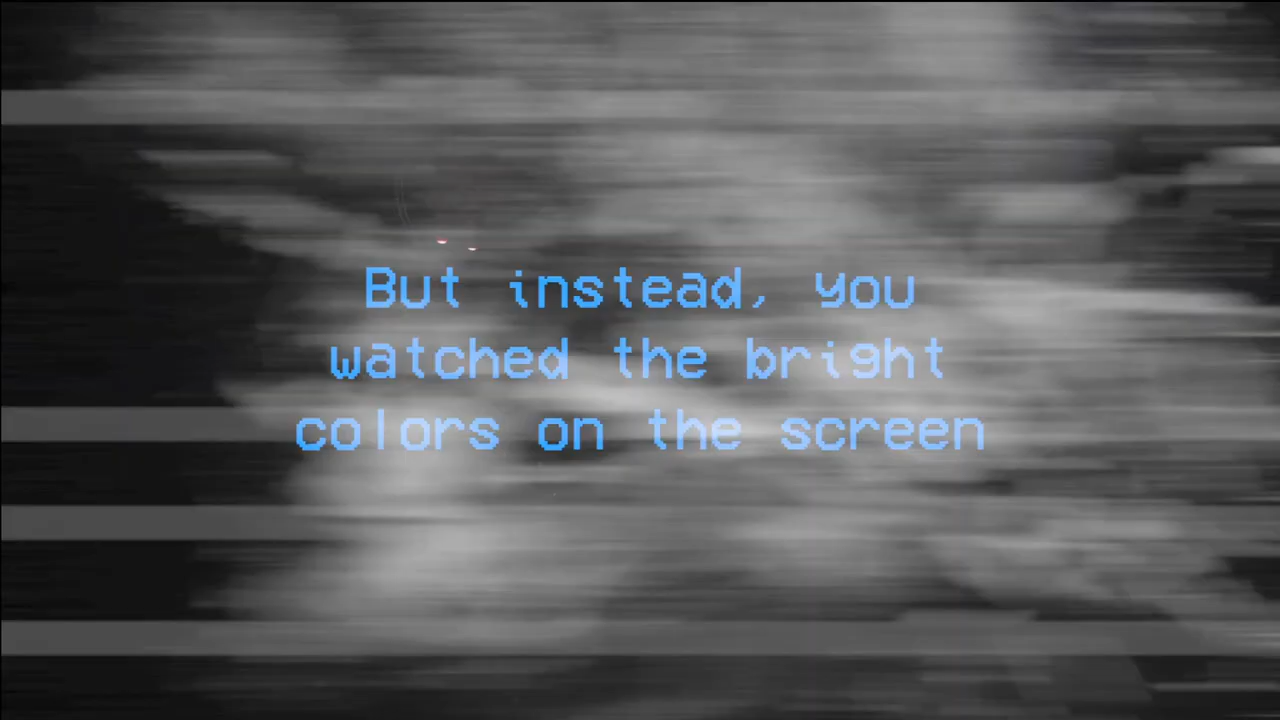 But instead, you
watched the bright
colors on the screen